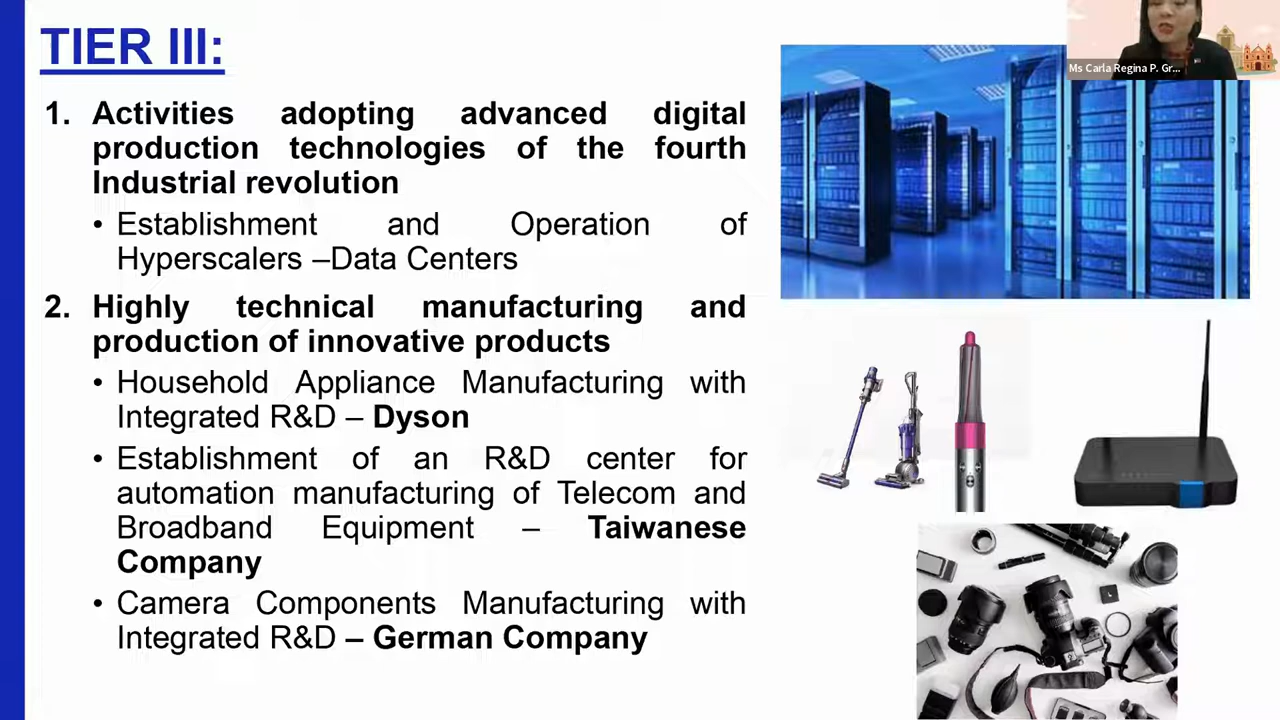 TIER III:
1. Activities adopting advanced digital
production technologies of the fourth
Industrial revolution
• Establishment and Operation of
Hyperscalers –Data Centers
2. Highly technical manufacturing and
production of innovative products
• Household Appliance Manufacturing with
Integrated R&D – Dyson
• Establishment of an R&D center for
automation manufacturing of Telecom and
Broadband Equipment – Taiwanese
Company
• Camera Components Manufacturing with
Integrated R&D – German Company
Ms Carla Regina P. Gr...